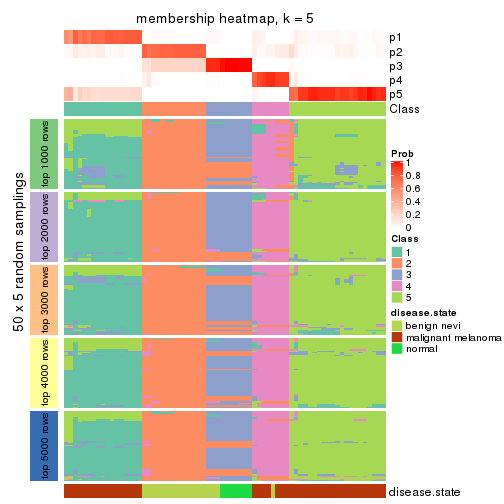 membership heatmap, k = 5
p1
p2
p3
p4
p5
Class
50 x 5 random samplings
top 1000 rows
top 2000 rows
top 3000 rows
top 4000 rows
top 5000 rows
disease.state
Prob
1
0.8
0.6
0.4
0.2
0
Class
1
2
3
4
5
disease.state
benign nevi
malignant melanoma
normal